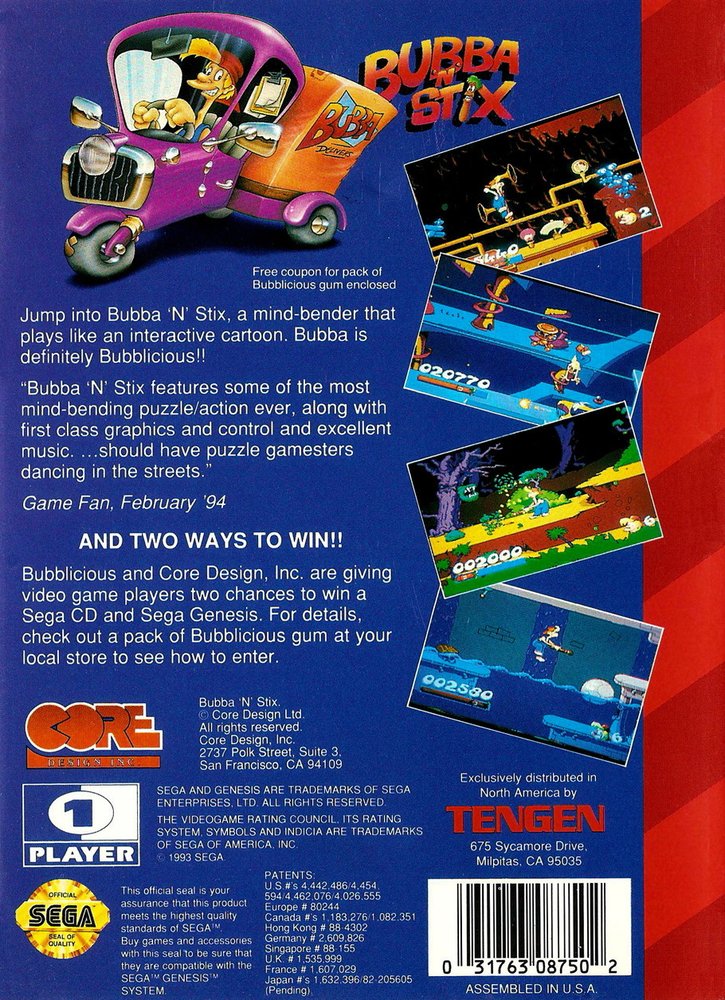 BUBBA
'N'
STIX
BUBBA
DELIVERS
Free coupon for pack of
Bubblicious gum enclosed
Jump into Bubba 'N' Stix, a mind-bender that
plays like an interactive cartoon. Bubba is
definitely Bubblicious!!
"Bubba 'N' Stix features some of the most
mind-bending puzzle/action ever, along with
first class graphics and control and excellent
music. ...should have puzzle gamesters
dancing in the streets."
Game Fan, February '94
AND TWO WAYS TO WIN!!
Bubblicious and Core Design, Inc. are giving
video game players two chances to win a
Sega CD and Sega Genesis. For details,
check out a pack of Bubblicious gum at your
local store to see how to enter.
2
020770
002000
6
002580
6
CORE
DESIGN INC.
Bubba 'N' Stix.
© Core Design Ltd.
All rights reserved.
Core Design, Inc.
2737 Polk Street, Suite 3,
San Francisco, CA 94109
1
PLAYER
SEGA AND GENESIS ARE TRADEMARKS OF SEGA
ENTERPRISES, LTD. ALL RIGHTS RESERVED.
THE VIDEOGAME RATING COUNCIL, ITS RATING
SYSTEM, SYMBOLS AND INDICIA ARE TRADEMARKS
OF SEGA OF AMERICA, INC.
© 1993 SEGA.
Exclusively distributed in
North America by
TENGEN
675 Sycamore Drive,
Milpitas, CA 95035
OFFICIAL
SEGA
SEAL OF
QUALITY
This official seal is your
assurance that this product
meets the highest quality
standards of SEGA™.
Buy games and accessories
with this seal to be sure that
they are compatible with the
SEGA™ GENESIS™
SYSTEM.
PATENTS:
U.S.#'s 4,442,486/4,454,
594/4,462,076/4,026,555
Europe # 80244
Canada #'s 1,183,276/1,082,351
Hong Kong # 88-4302
Germany # 2,609,826
Singapore # 88-155
U.K. # 1,535,999
France # 1,607,029
Japan #'s 1,632,396/82-205605
(Pending).
0 31763 08750 2
ASSEMBLED IN U.S.A.